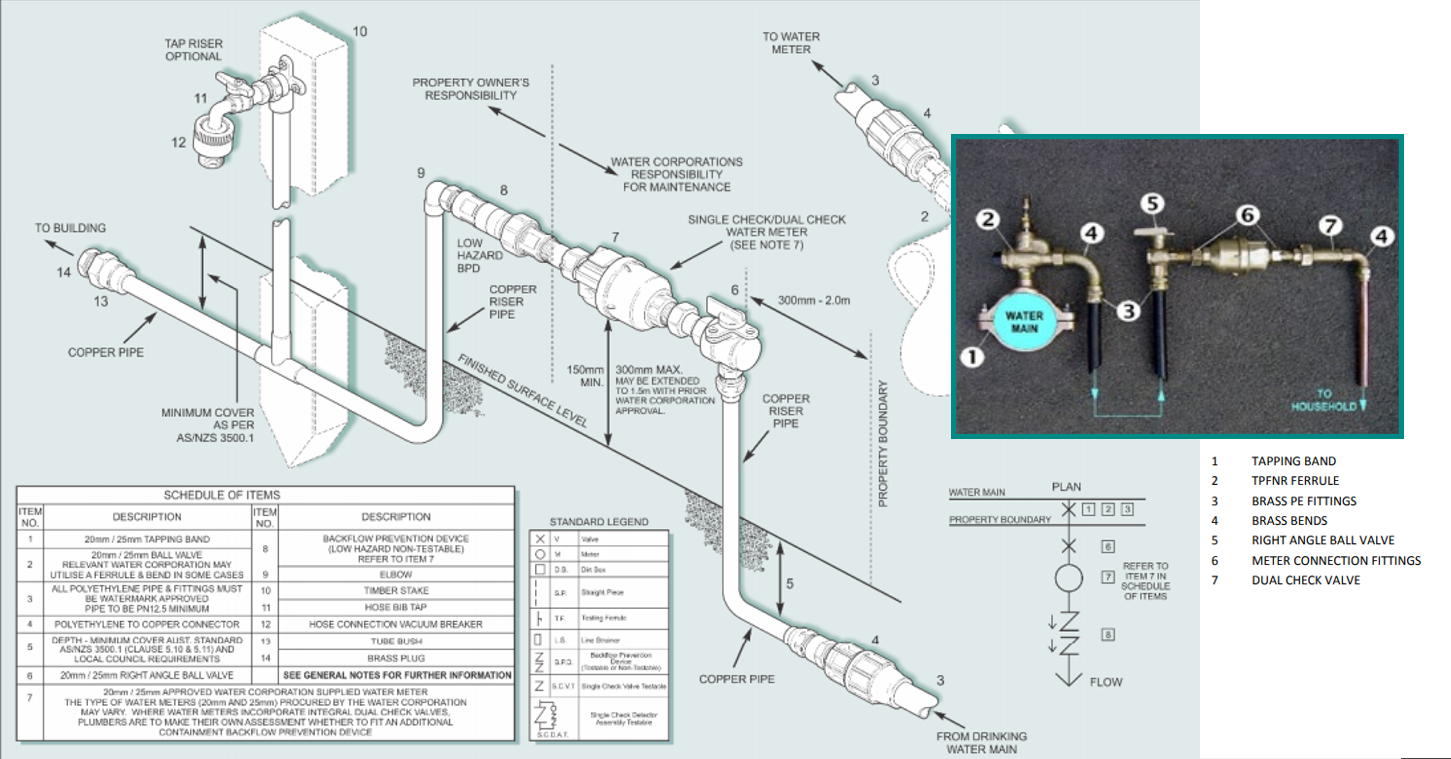 TAP RISER
OPTIONAL
10
11
12
TO BUILDING
14
13
COPPER PIPE
MINIMUM COVER
AS PER
AS/NZS 3500.1
PROPERTY OWNER'S
RESPONSIBILITY
WATER CORPORATIONS
RESPONSIBILITY
FOR MAINTENANCE
9
8
LOW
HAZARD
BPD
COPPER
RISER
PIPE
7
SINGLE CHECK/DUAL CHECK
WATER METER
(SEE NOTE 7)
6
300mm - 2.0m
FINISHED SURFACE LEVEL
150mm
MIN.
300mm MAX.
MAY BE EXTENDED
TO 1.5m WITH PRIOR
WATER CORPORATION
APPROVAL.
COPPER
RISER
PIPE
PROPERTY BOUNDARY
5
4
3
COPPER PIPE
FROM DRINKING
WATER MAIN
TO WATER
METER
3
4
2
2
4
5
6
7
4
WATER
MAIN
1
3
TO
HOUSEHOLD
1 TAPPING BAND
2 TPFNR FERRULE
3 BRASS PE FITTINGS
4 BRASS BENDS
5 RIGHT ANGLE BALL VALVE
6 METER CONNECTION FITTINGS
7 DUAL CHECK VALVE
SCHEDULE OF ITEMS
ITEM NO. DESCRIPTION ITEM NO. DESCRIPTION
1 20mm / 25mm TAPPING BAND
2 20mm / 25mm BALL VALVE
RELEVANT WATER CORPORATION MAY
UTILISE A FERRULE & BEND IN SOME CASES
3 ALL POLYETHYLENE PIPE & FITTINGS MUST
BE WATERMARK APPROVED
PIPE TO BE PN12.5 MINIMUM
4 POLYETHYLENE TO COPPER CONNECTOR
5 DEPTH - MINIMUM COVER AUST. STANDARD
AS/NZS 3500.1 (CLAUSE 5.10 & 5.11) AND
LOCAL COUNCIL REQUIREMENTS
6 20mm / 25mm RIGHT ANGLE BALL VALVE
8 BACKFLOW PREVENTION DEVICE
(LOW HAZARD NON-TESTABLE)
REFER TO ITEM 7
9 ELBOW
10 TIMBER STAKE
11 HOSE BIB TAP
12 HOSE CONNECTION VACUUM BREAKER
13 TUBE BUSH
14 BRASS PLUG
SEE GENERAL NOTES FOR FURTHER INFORMATION
7 20mm / 25mm APPROVED WATER CORPORATION SUPPLIED WATER METER
THE TYPE OF WATER METERS (20mm AND 25mm) PROCURED BY THE WATER CORPORATION
MAY VARY. WHERE WATER METERS INCORPORATE INTEGRAL DUAL CHECK VALVES,
PLUMBERS ARE TO MAKE THEIR OWN ASSESSMENT WHETHER TO FIT AN ADDITIONAL
CONTAINMENT BACKFLOW PREVENTION DEVICE
STANDARD LEGEND
V Valve
M Meter
D.B. Dirt Box
S.P. Straight Piece
T.F. Testing Ferrule
L.S. Line Strainer
B.P.D. Backflow Prevention
Device
(Testable or Non-Testable)
S.C.V.T Single Check Valve Testable
S.C.D.A.T. Single Check Detector
Assembly Testable
PLAN
WATER MAIN
1 2 3
PROPERTY BOUNDARY
6
7
REFER TO
ITEM 7 IN
SCHEDULE
OF ITEMS
8
FLOW